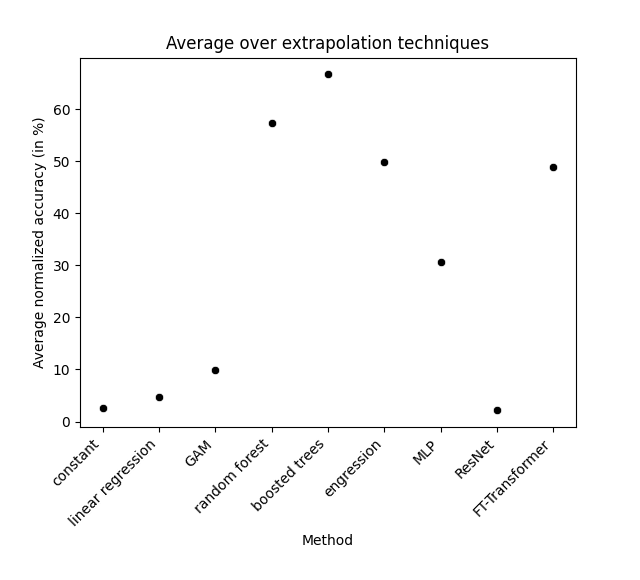 Average over extrapolation techniques
Average normalized accuracy (in %)
60
50
40
30
20
10
0
constant
linear regression
GAM
random forest
boosted trees
engression
MLP
ResNet
FT-Transformer
Method